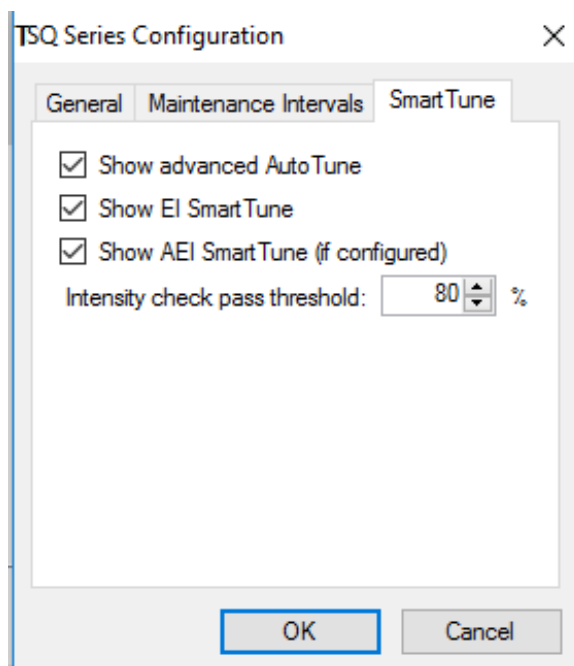 TSQ Series Configuration
General Maintenance Intervals SmartTune
Show advanced AutoTune
Show EI SmartTune
Show AEI SmartTune (if configured)
Intensity check pass threshold: 80 %
OK Cancel